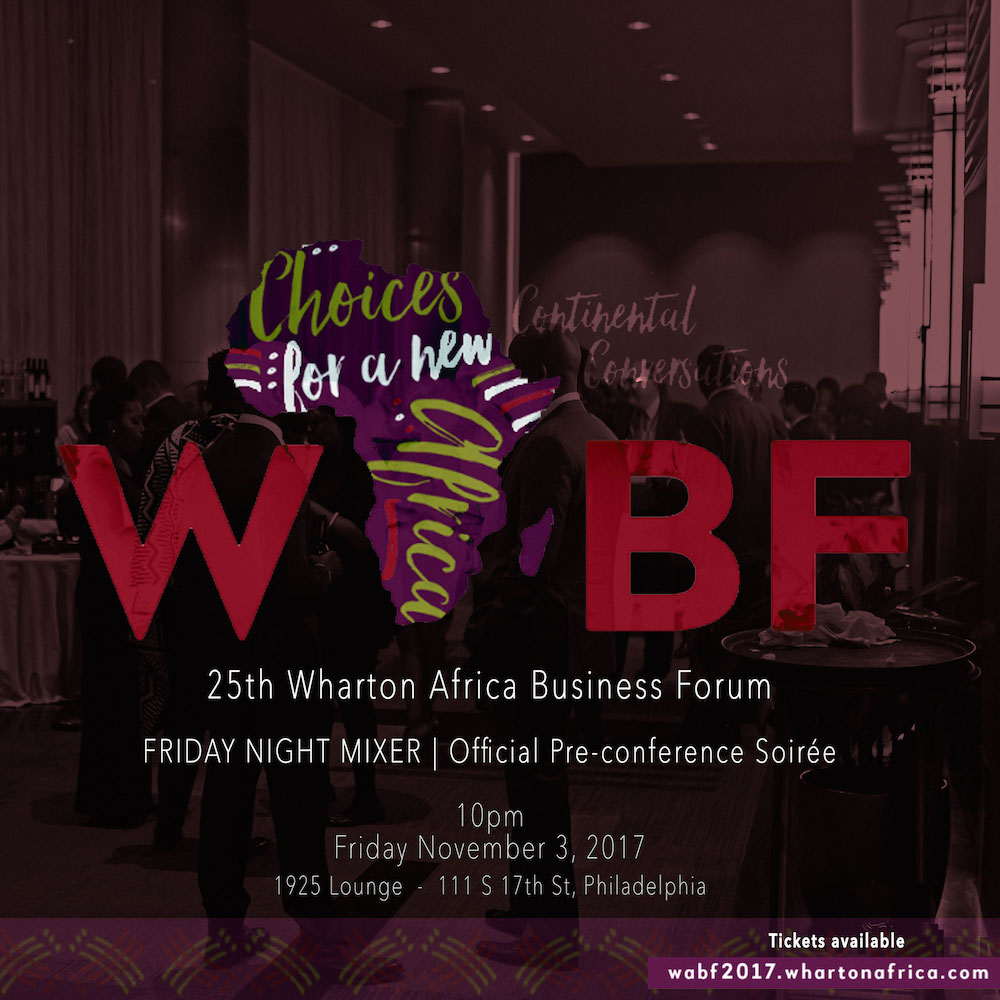 Choices
for a new
Africa
Continental
Conversations
W BF
25th Wharton Africa Business Forum
FRIDAY NIGHT MIXER | Official Pre-conference Soirée
10pm
Friday November 3, 2017
1925 Lounge - 111 S 17th St, Philadelphia
Tickets available
wabf2017.whartonafrica.com